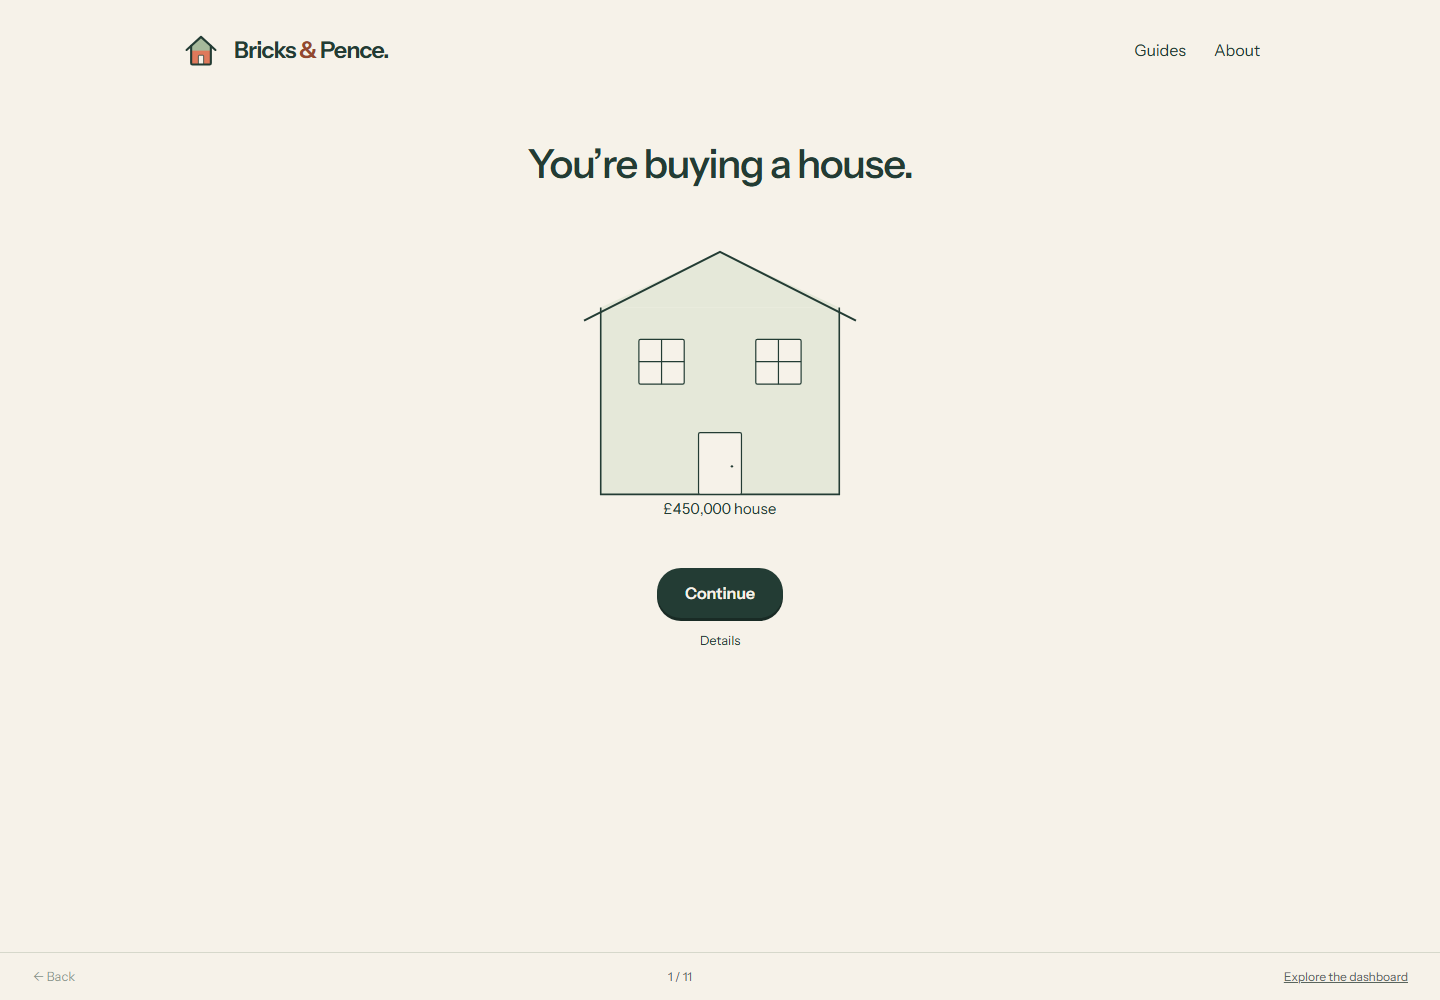 Bricks & Pence.
Guides
About
You’re buying a house.
£450,000 house
Continue
Details
← Back
1 / 11
Explore the dashboard